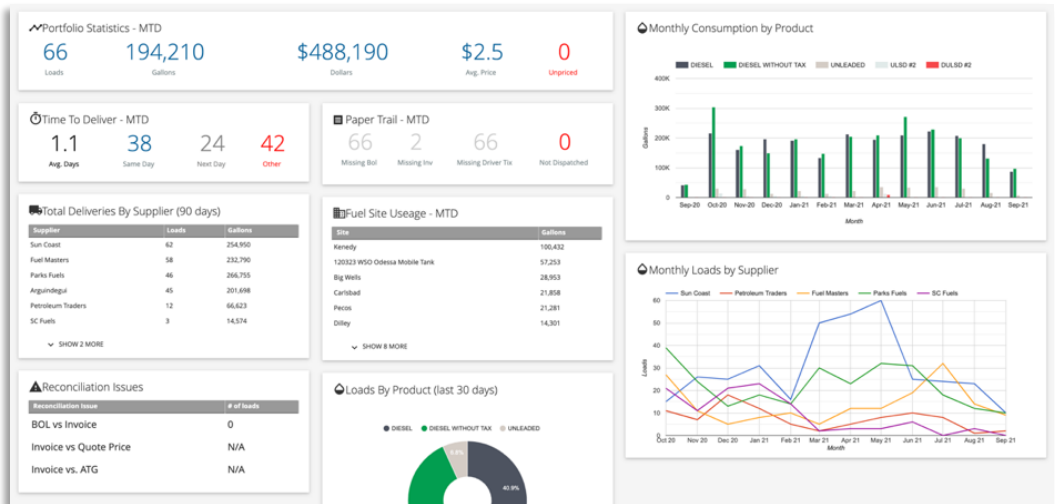 Portfolio Statistics - MTD
66 194,210 $488,190 $2.5 0
Loads Gallons Dollars Avg. Price Unpriced
Time To Deliver - MTD
1.1 38 24 42
Avg. Days Same Day Next Day Other
Paper Trail - MTD
66 2 66 0
Missing Bol Missing Inv Missing Driver Tix Not Dispatched
Total Deliveries By Supplier (90 days)
Supplier Loads Gallons
Sun Coast 62 254,950
Fuel Masters 58 232,790
Parks Fuels 46 266,755
Arguindegui 45 201,698
Petroleum Traders 12 66,623
SC Fuels 3 14,574
SHOW 2 MORE
Fuel Site Useage - MTD
Site Gallons
Kenedy 100,432
120323 WSO Odessa Mobile Tank 57,253
Big Wells 28,953
Carlsbad 21,858
Pecos 21,281
Dilley 14,301
SHOW 8 MORE
Reconciliation Issues
Reconciliation Issue # of loads
BOL vs Invoice 0
Invoice vs Quote Price N/A
Invoice vs. ATG N/A
Loads By Product (last 30 days)
DIESEL DIESEL WITHOUT TAX UNLEADED
40.9%
Monthly Consumption by Product
DIESEL DIESEL WITHOUT TAX UNLEADED ULSD #2 DULSD #2
400K
300K
200K
100K
0
Gallons
Sep-20 Oct-20 Nov-20 Dec-20 Jan-21 Feb-21 Mar-21 Apr-21 May-21 Jun-21 Jul-21 Aug-21 Sep-21
Month
Monthly Loads by Supplier
Sun Coast Petroleum Traders Fuel Masters Parks Fuels SC Fuels
60
50
40
30
20
10
0
Loads
Oct 20 Nov 20 Dec 20 Jan 21 Feb 21 Mar 21 Apr 21 May 21 Jun 21 Jul 21 Aug 21 Sep 21
Month